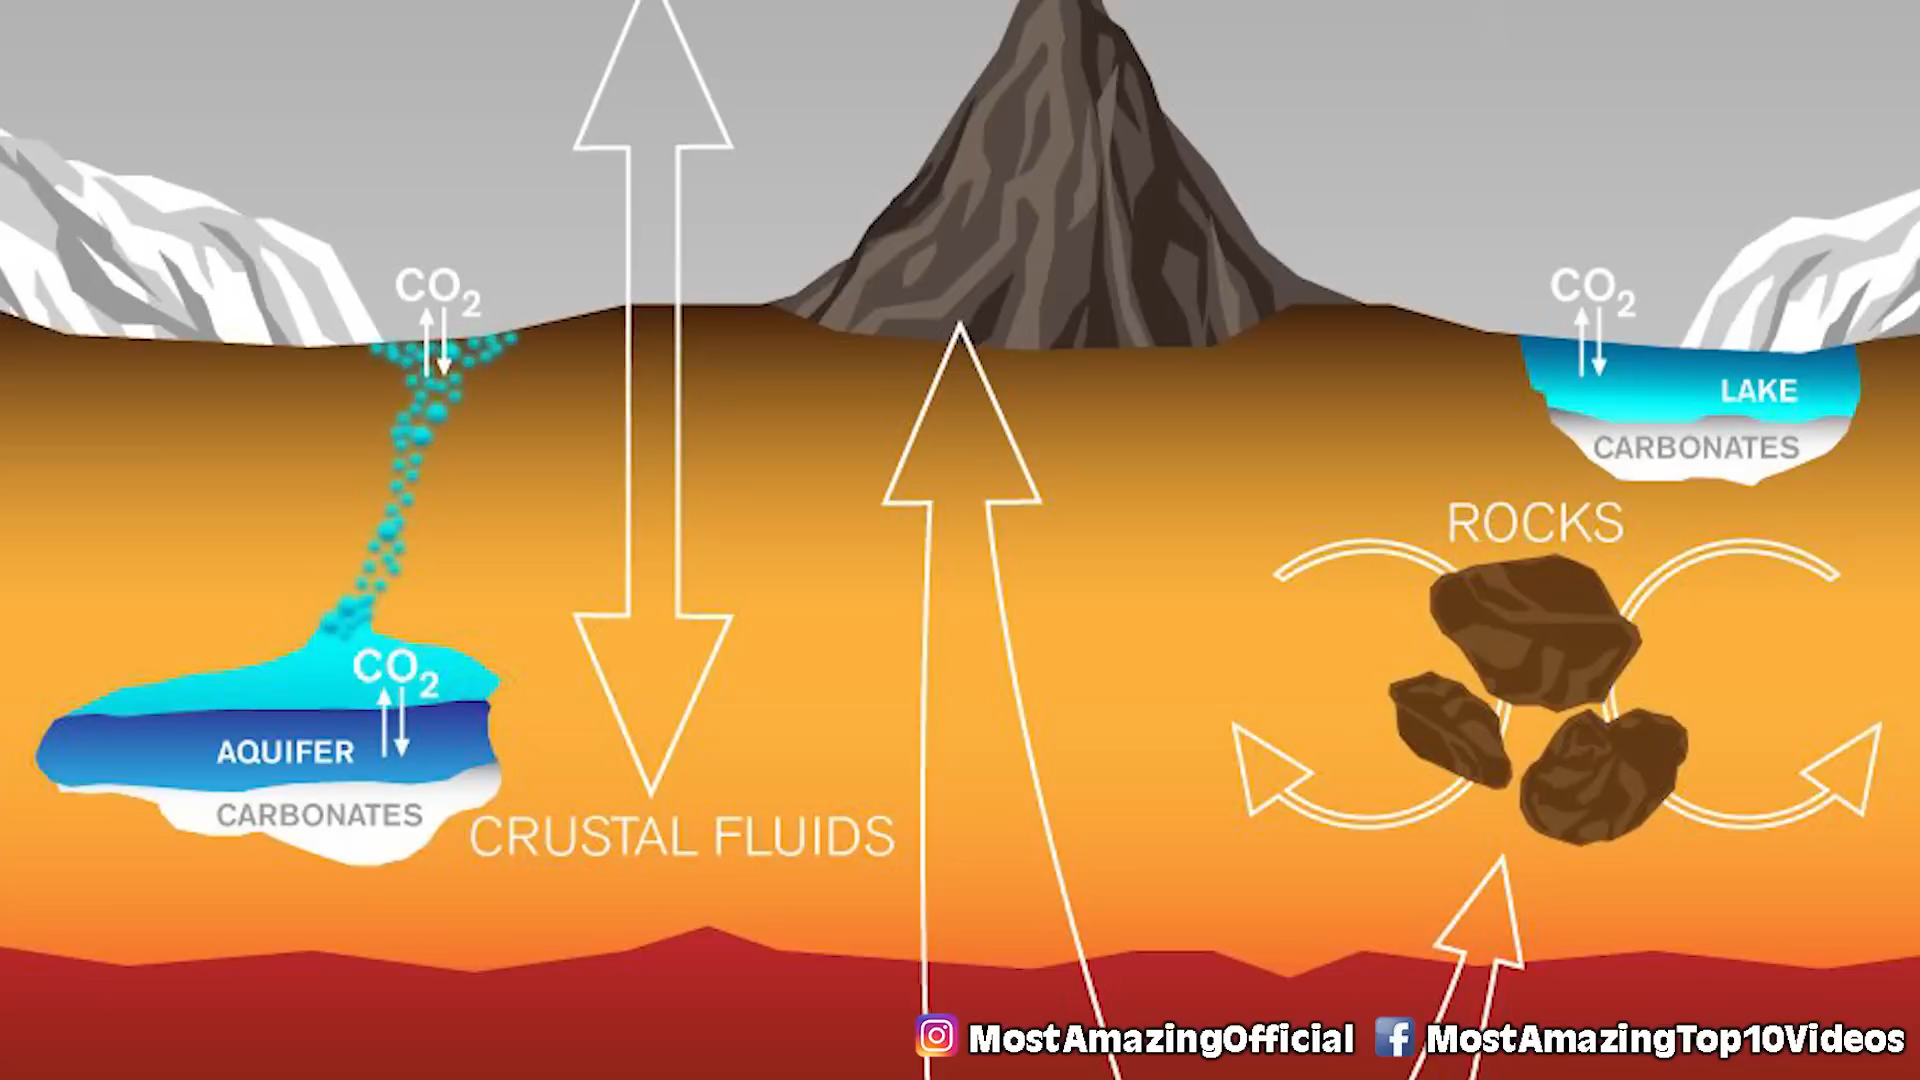 CO2
CO2
LAKE
CARBONATES
ROCKS
CO2
AQUIFER
CARBONATES
CRUSTAL FLUIDS
MostAmazingOfficial
MostAmazingTop10Videos